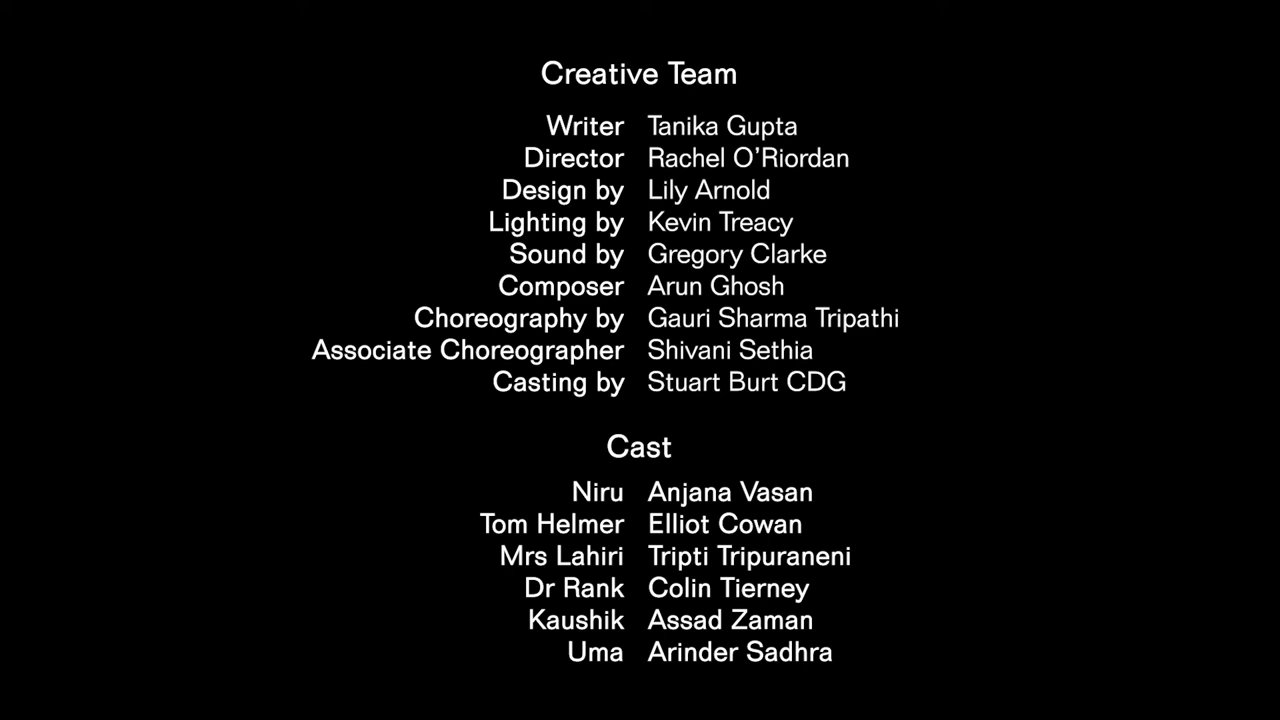 Creative Team
Writer Tanika Gupta
Director Rachel O'Riordan
Design by Lily Arnold
Lighting by Kevin Treacy
Sound by Gregory Clarke
Composer Arun Ghosh
Choreography by Gauri Sharma Tripathi
Associate Choreographer Shivani Sethia
Casting by Stuart Burt CDG
Cast
Niru Anjana Vasan
Tom Helmer Elliot Cowan
Mrs Lahiri Tripti Tripuraneni
Dr Rank Colin Tierney
Kaushik Assad Zaman
Uma Arinder Sadhra